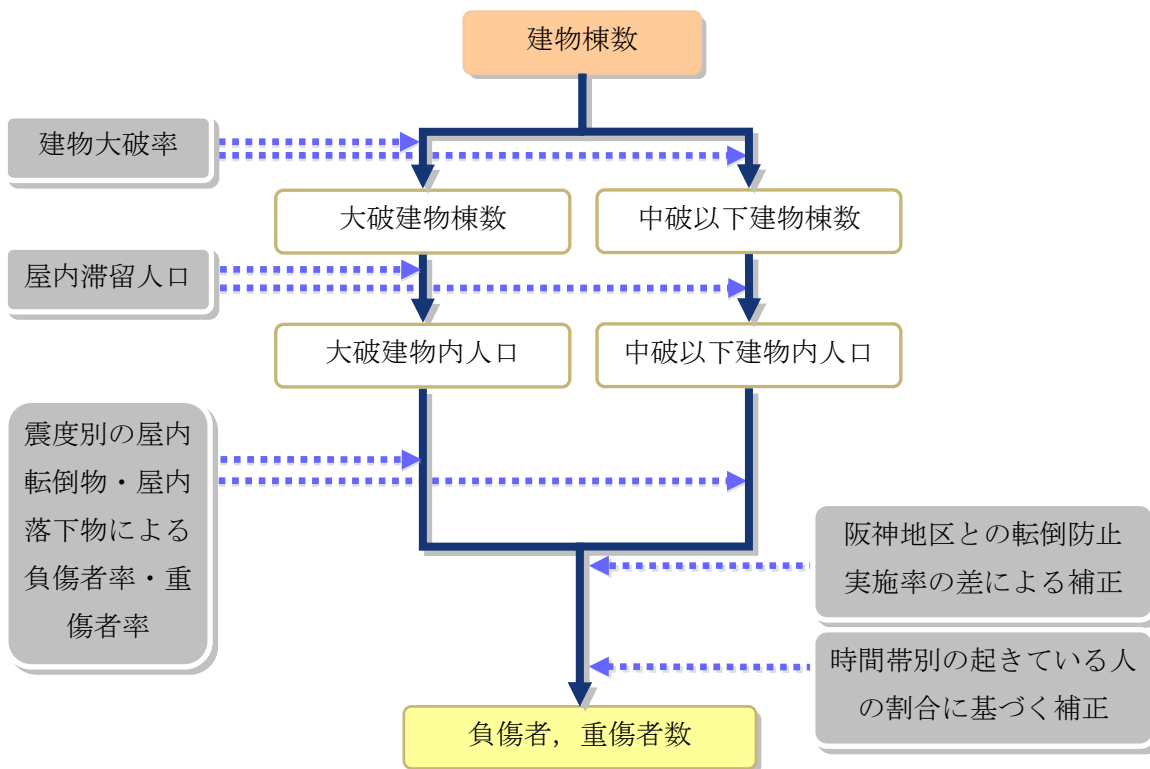 建物棟数
建物大破率
大破建物棟数
中破以下建物棟数
屋内滞留人口
大破建物内人口
中破以下建物内人口
震度別の屋内
転倒物・屋内
落下物による
負傷者率・重
傷者率
阪神地区との転倒防止
実施率の差による補正
時間帯別の起きている人
の割合に基づく補正
負傷者，重傷者数